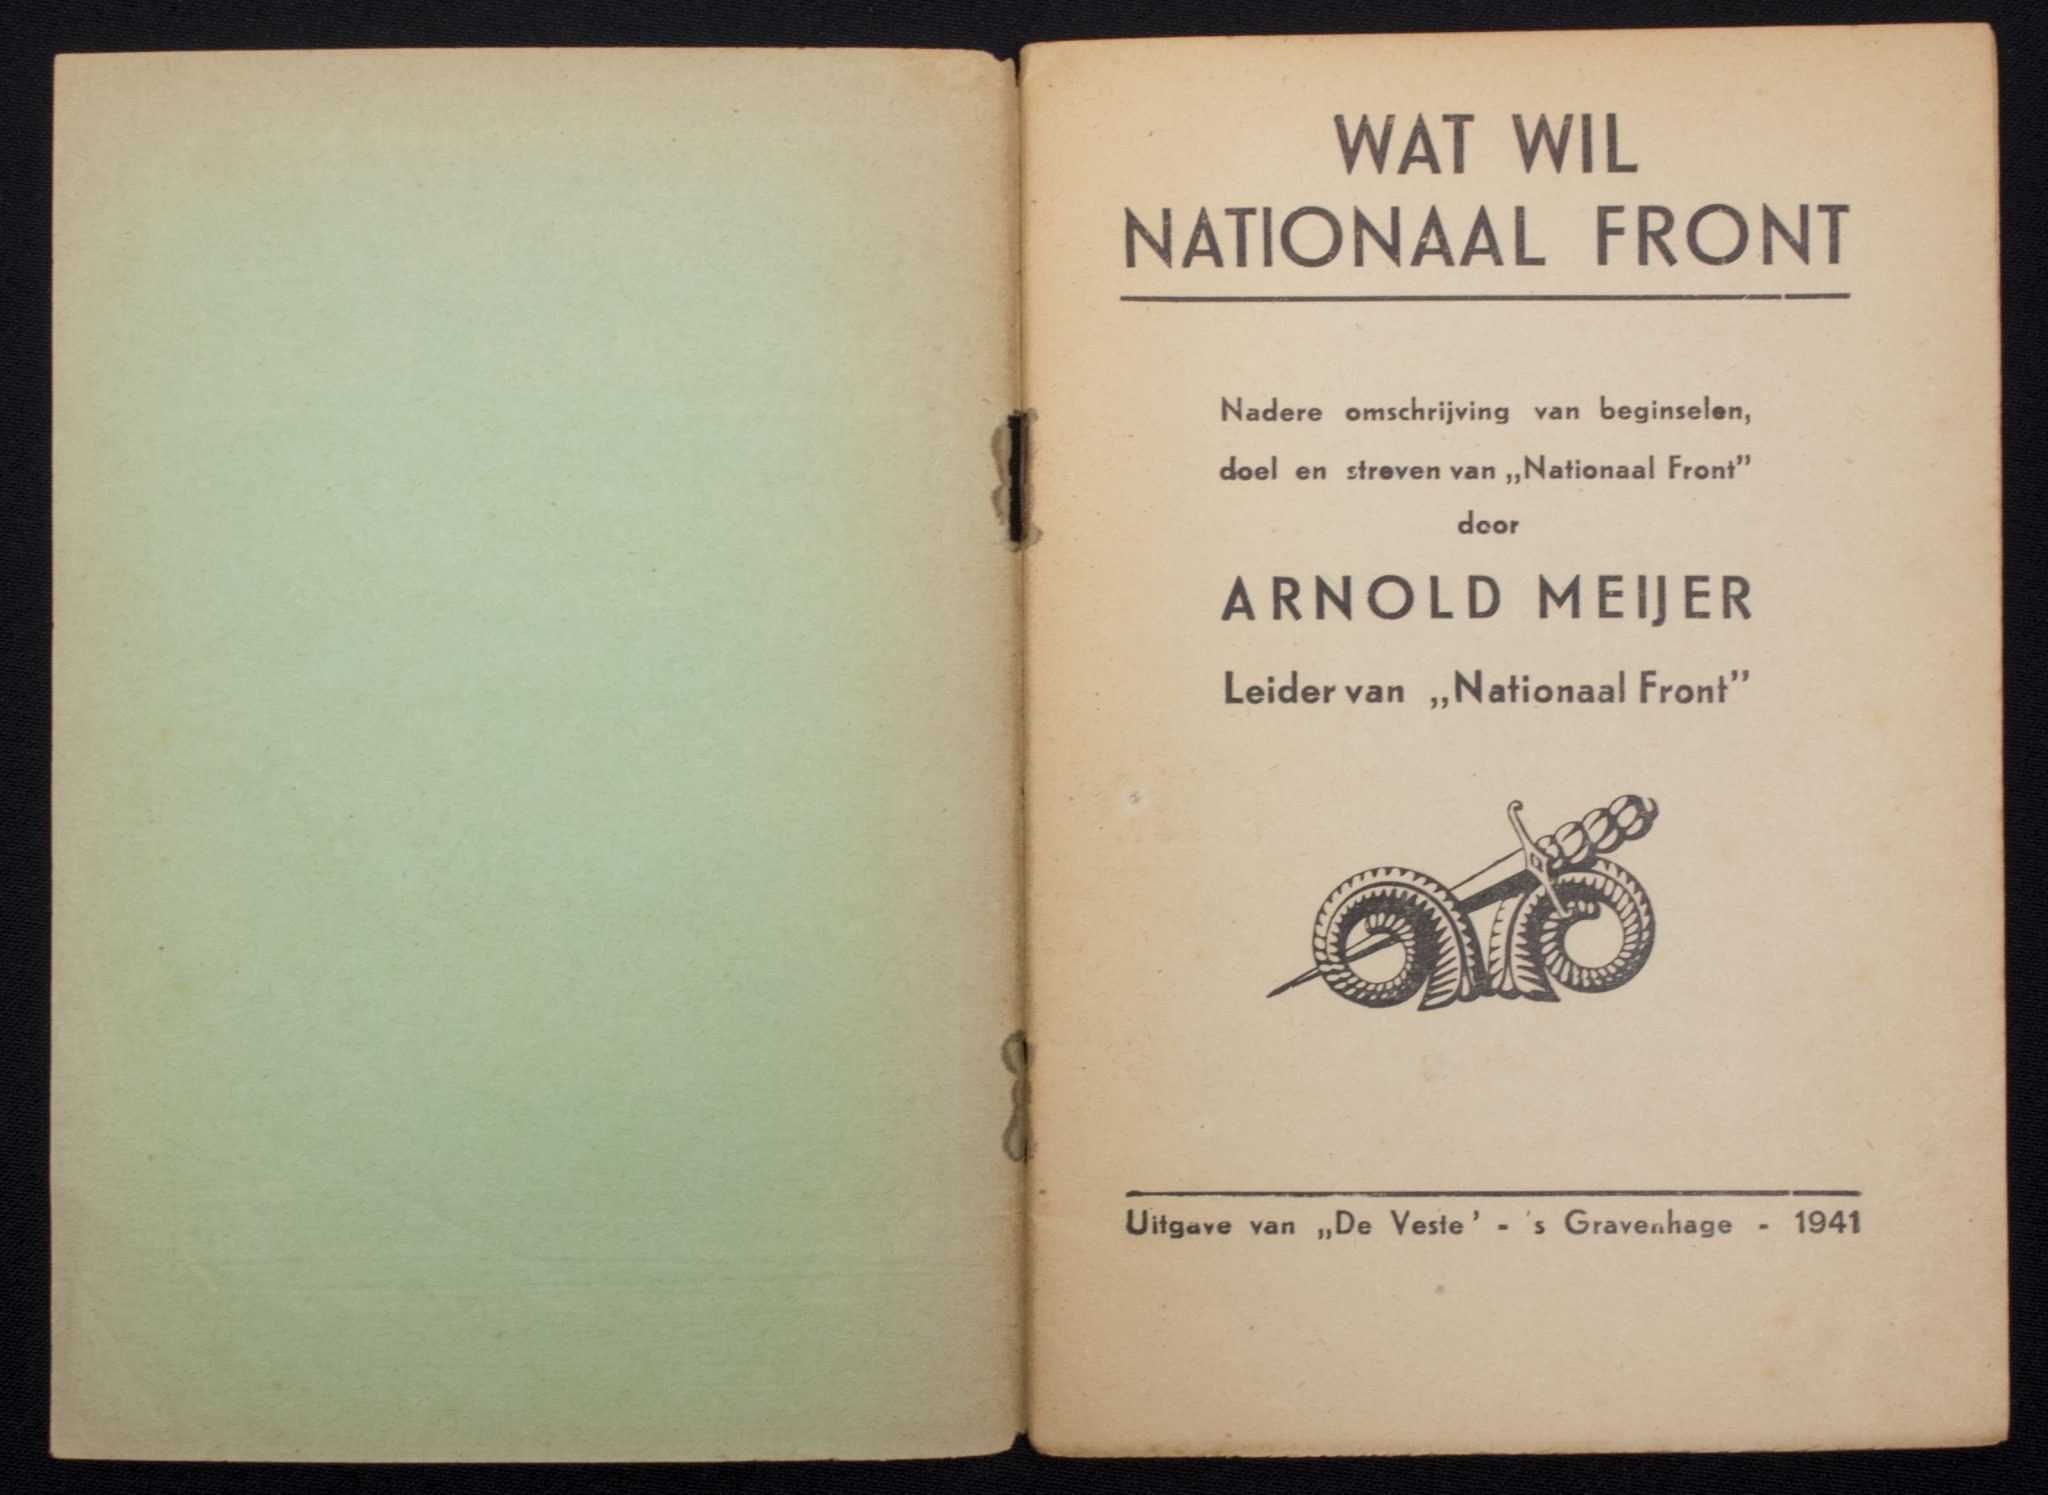 WAT WIL
NATIONAAL FRONT
Nadere omschrijving van beginselen,
doel en streven van „Nationaal Front”
door
ARNOLD MEIJER
Leider van „Nationaal Front”
Uitgave van „De Veste' - 's Gravenhage - 1941